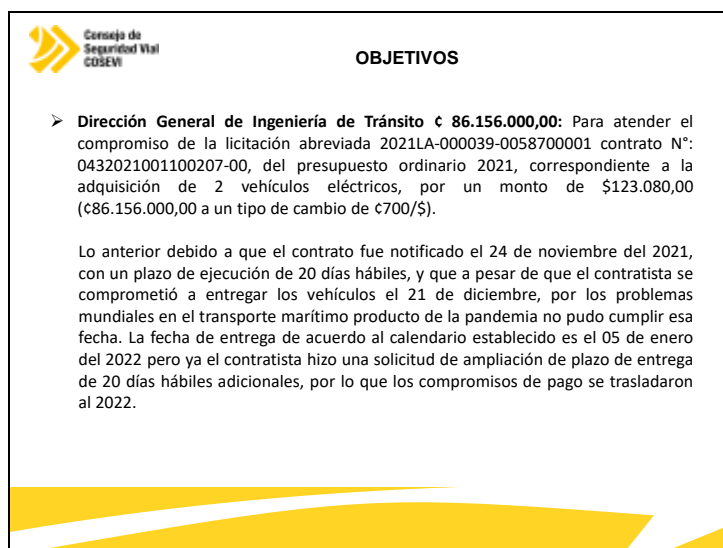 Consejo de
Seguridad Vial
COSEVI
OBJETIVOS
➢ Dirección General de Ingeniería de Tránsito ¢ 86.156.000,00: Para atender el
compromiso de la licitación abreviada 2021LA-000039-0058700001 contrato N°:
0432021001100207-00, del presupuesto ordinario 2021, correspondiente a la
adquisición de 2 vehículos eléctricos, por un monto de $123.080,00
(¢86.156.000,00 a un tipo de cambio de ¢700/$).
Lo anterior debido a que el contrato fue notificado el 24 de noviembre del 2021,
con un plazo de ejecución de 20 días hábiles, y que a pesar de que el contratista se
comprometió a entregar los vehículos el 21 de diciembre, por los problemas
mundiales en el transporte marítimo producto de la pandemia no pudo cumplir esa
fecha. La fecha de entrega de acuerdo al calendario establecido es el 05 de enero
del 2022 pero ya el contratista hizo una solicitud de ampliación de plazo de entrega
de 20 días hábiles adicionales, por lo que los compromisos de pago se trasladaron
al 2022.